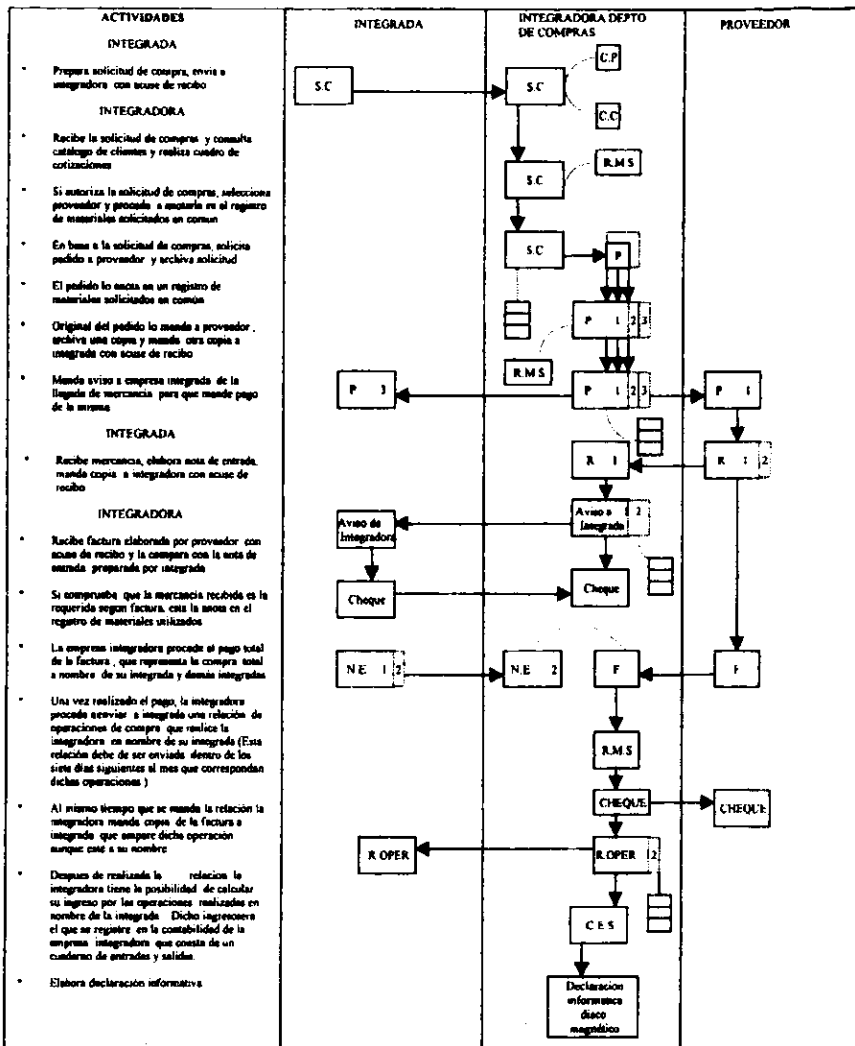 ACTIVIDADES
INTEGRADA
Prepara solicitud de compra, envia a
integradora con acuse de recibo
INTEGRADORA
Recibe la solicitud de compras y consulta
catalogo de clientes y realiza cuadro de
cotizaciones
Si autoriza la solicitud de compras, selecciona
proveedor y procede a anotarla en el registro
de materiales solicitados en comun
En base a la solicitud de compras, solicita
pedido a proveedor y archiva solicitud
El pedido lo anota en un registro de
materiales solicitados en común
Original del pedido lo manda a proveedor,
archiva una copia y manda otra copia a
integrada con acuse de recibo
Manda aviso a empresa integrada de la
llegada de mercancia para que mande pago
de la misma
INTEGRADA
Recibe mercancia, elabora nota de entrada,
manda copia a integradora con acuse de
recibo
INTEGRADORA
Recibe factura elaborada por proveedor con
acuse de recibo y la compara con la nota de
entrada preparada por integrada
Si comprueba que la mercancia recibida es la
requerida segun factura, esta la anota en el
registro de materiales utilizados
La empresa integradora procede al pago total
de la factura, que representa la compra total
a nombre de su integrada y demás integradas
Una vez realizado el pago, la integradora
procede a enviar a integrada una relación de
operaciones de compra que realice la
integradora en nombre de su integrada (Esta
relación debe de ser enviada dentro de los
siete dias siguientes al mes que correspondan
dichas operaciones)
Al mismo tiempo que se manda la relación la
integradora manda copia de la factura a
integrada que ampare dicha operación
aunque esté a su nombre
Despues de realizada la relacion la
integradora tiene la posibilidad de calcular
su ingreso por las operaciones realizadas en
nombre de la integrada Dicho ingreso sera
el que se registre en la contabilidad de la
empresa integradora que consta de un
cuaderno de entradas y salidas.
Elabora declaración informativa
INTEGRADA
S.C
P 3
Aviso de
Integradora
Cheque
N.E 1 2
R OPER
INTEGRADORA DEPTO
DE COMPRAS
S.C
C.P
C.C
S.C
R.M.S
S.C
P
P 1 2 3
R.M.S
P 1 2 3
R 1
Aviso a 1 2
Integrada
Cheque
N.E 2
F
R.M.S
CHEQUE
R.OPER 2
C.E.S
Declaracion
informatica
disco
magnético
PROVEEDOR
P 1
R 1 2
F
CHEQUE